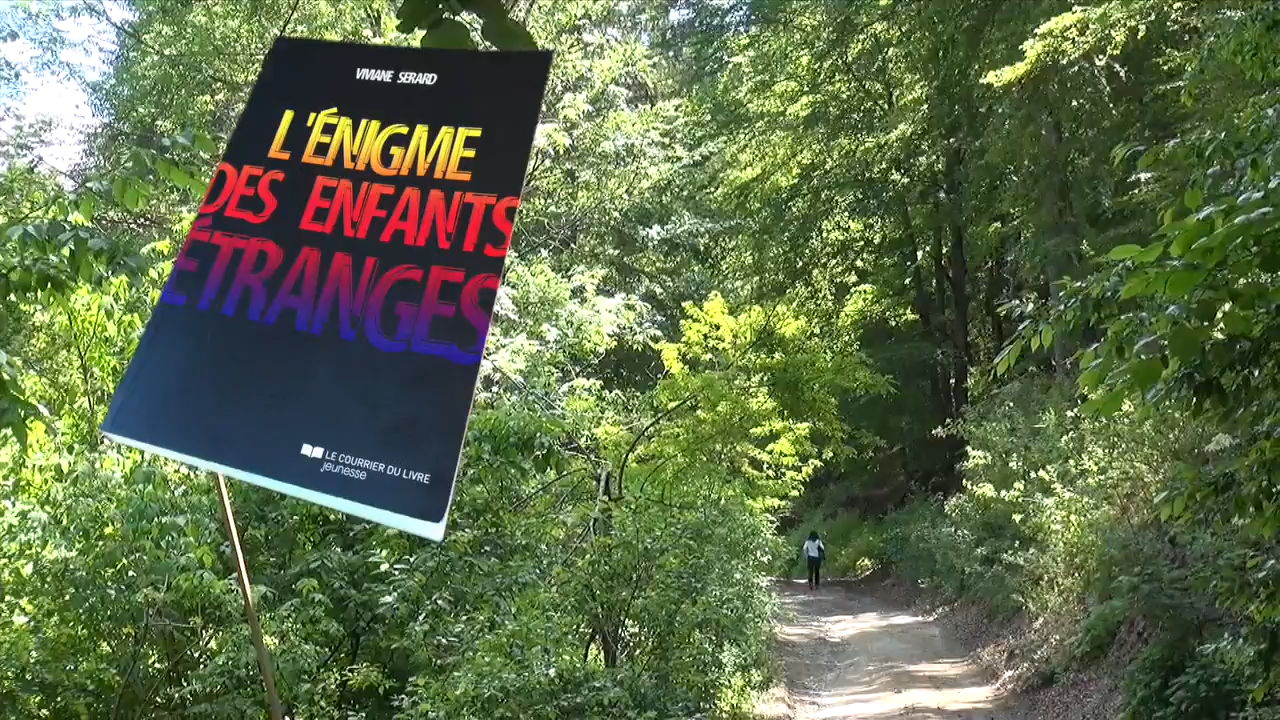 VIVIANE SERARD
L'ÉNIGME
DES ENFANTS
ÉTRANGES
LE COURRIER DU LIVRE
jeunesse